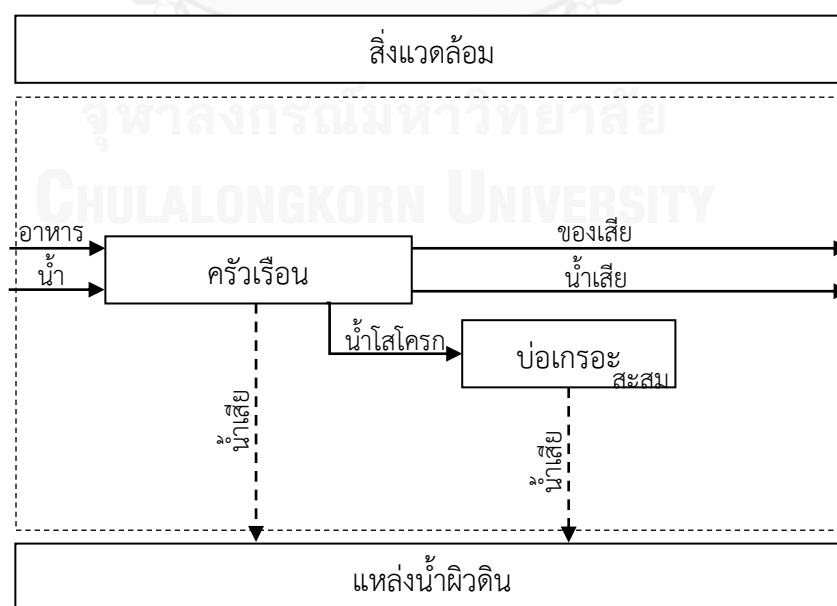 สิ่งแวดล้อม
จุฬาลงกรณ์มหาวิทยาลัย
CHULALONGKORN UNIVERSITY
อาหาร
ของเสีย
น้ำ
ครัวเรือน
น้ำเสีย
น้ำโสโครก
บ่อเกรอะ
สะสม
น้ำเสีย
น้ำเสีย
แหล่งน้ำผิวดิน